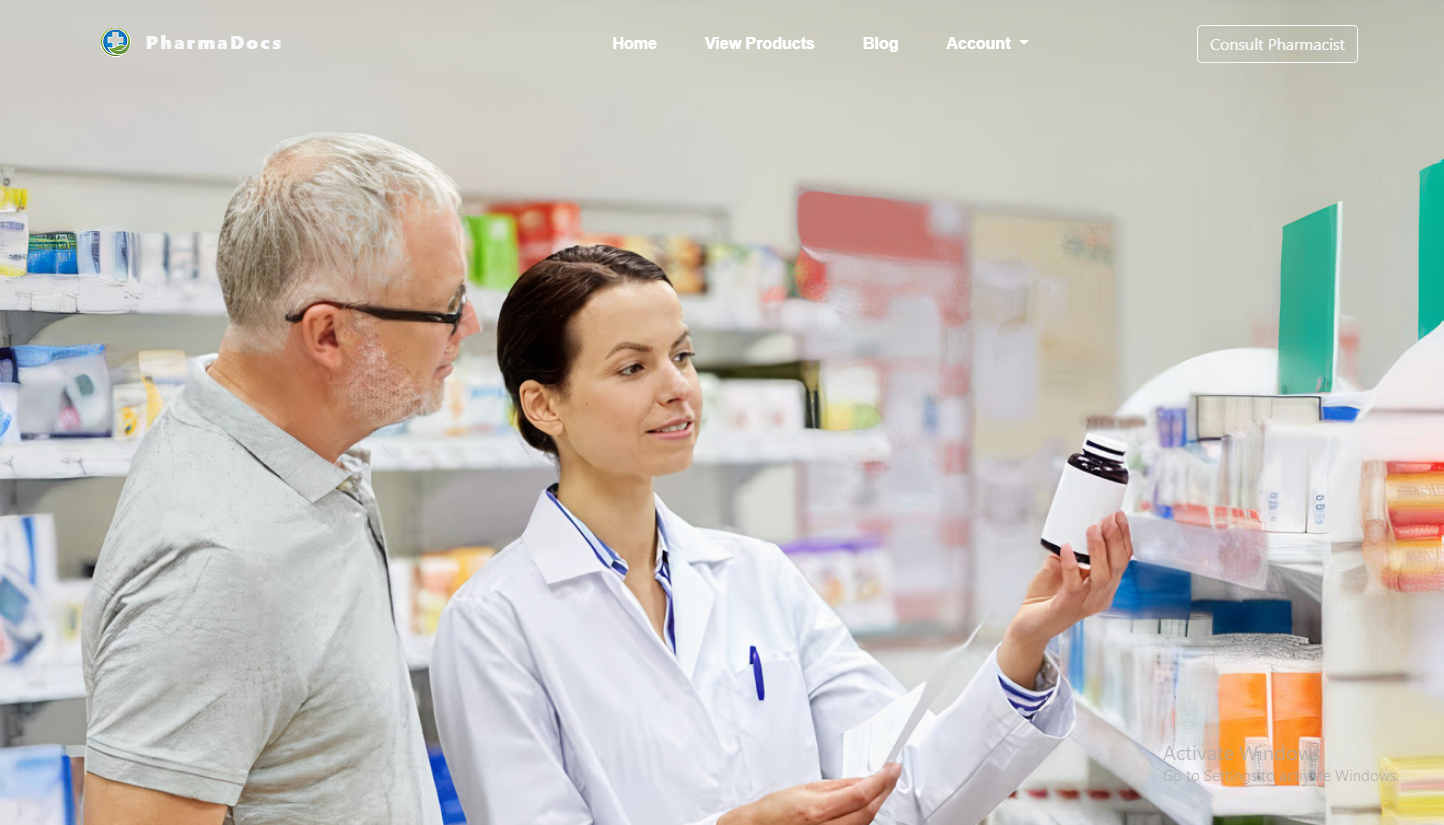 PharmaDocs
Home
View Products
Blog
Account
Consult Pharmacist
Activate Windows
Go to Settings to activate Windows.